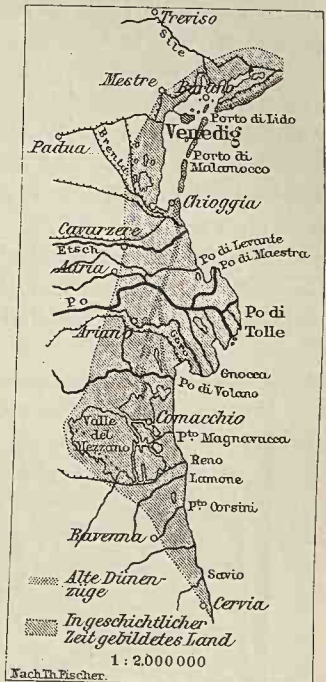 Treviso
Sile
Mestre
Burano
Porto di Lido
Venedig
Padua
Brenta
Porto di
Malamocco
Chioggia
Cavarzere
Etsch
Po di Levante
Po di Maestra
Adria
Po
Po di
Tolle
Ariano
Goro
Gnocca
Po di Volano
Comacchio
Valle
del
Mezzano
Pto Magnavacca
Reno
Lamone
Pto Corsini
Ravenna
Savio
Cervia
Alte Dünen-
züge
In geschichtlicher
Zeit gebildetes Land
1 : 2.000 000
Nach Th. Fischer.